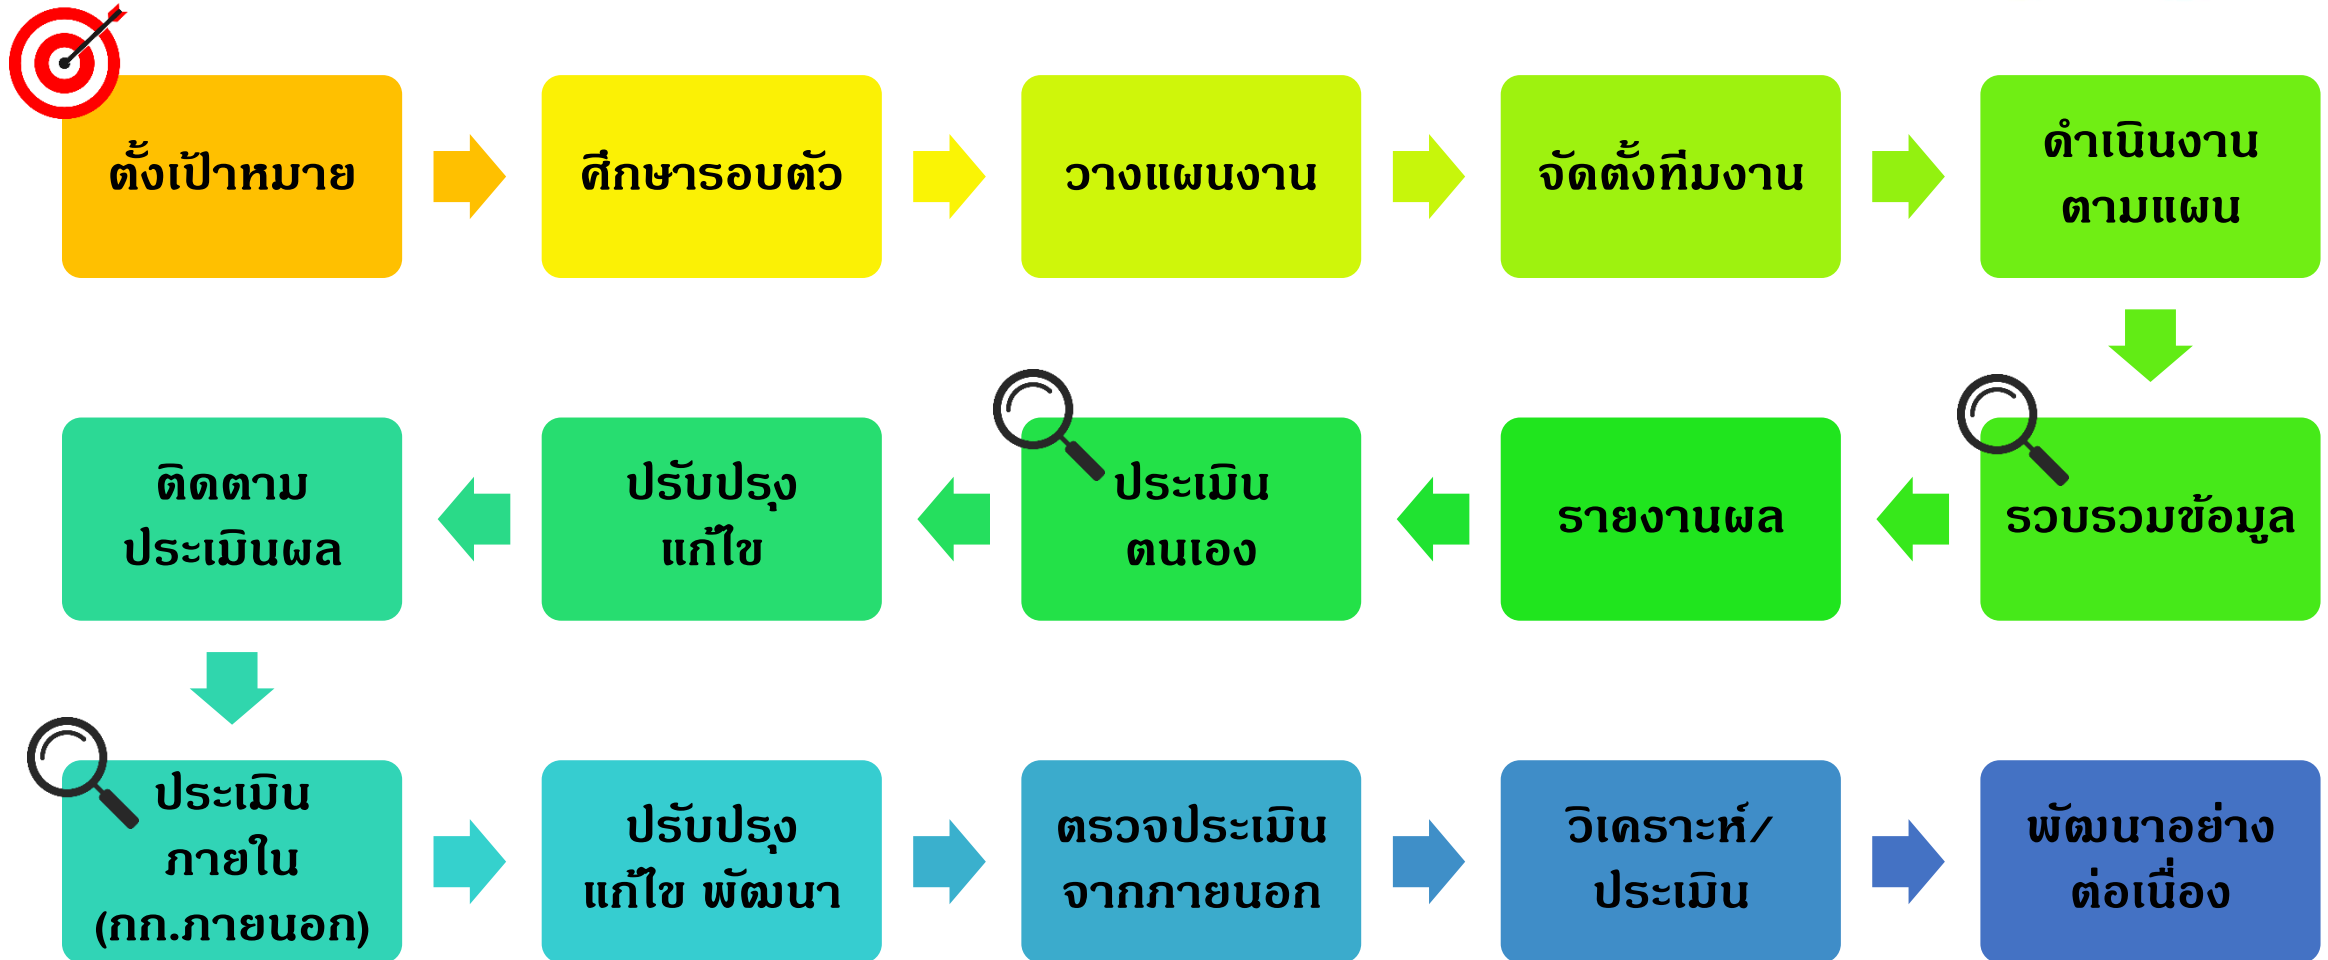 ตั้งเป้าหมาย
ศึกษารอบตัว
วางแผนงาน
จัดตั้งทีมงาน
ดำเนินงาน
ตามแผน
รวบรวมข้อมูล
รายงานผล
ประเมิน
ตนเอง
ปรับปรุง
แก้ไข
ติดตาม
ประเมินผล
ประเมิน
ภายใน
(กก.ภายนอก)
ปรับปรุง
แก้ไข พัฒนา
ตรวจประเมิน
จากภายนอก
วิเคราะห์/
ประเมิน
พัฒนาอย่าง
ต่อเนื่อง